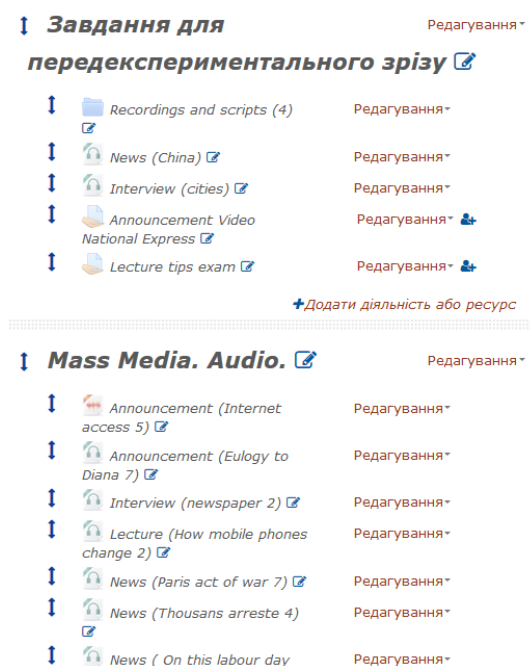 Завдання для Редагування
передекспериментального зрізу
Recordings and scripts (4) Редагування
News (China) Редагування
Interview (cities) Редагування
Announcement Video Редагування
National Express
Lecture tips exam Редагування
Додати діяльність або ресурс
Mass Media. Audio. Редагування
Announcement (Internet Редагування
access 5)
Announcement (Eulogy to Редагування
Diana 7)
Interview (newspaper 2) Редагування
Lecture (How mobile phones Редагування
change 2)
News (Paris act of war 7) Редагування
News (Thousans arreste 4) Редагування
News ( On this labour day Редагування